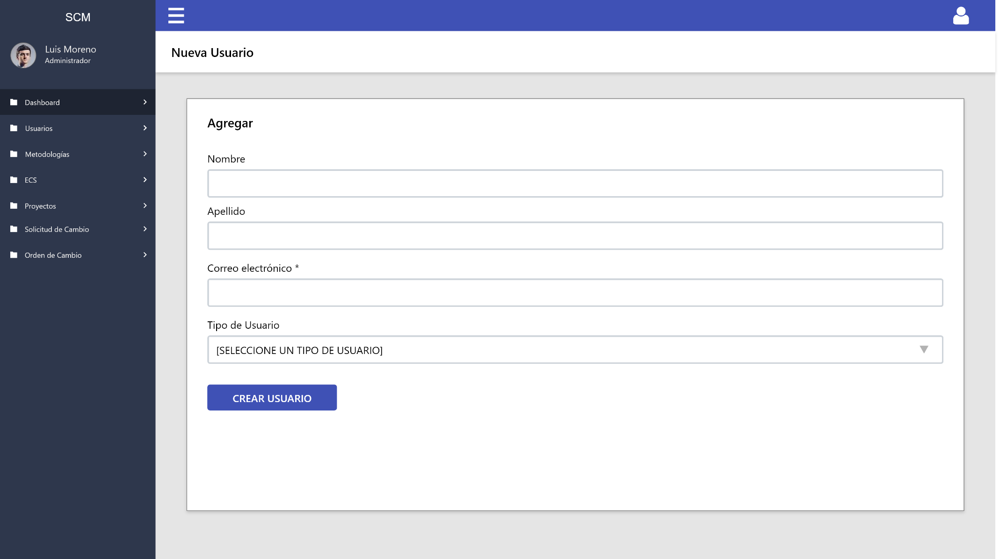 SCM
Luis Moreno
Administrador
Dashboard
Usuarios
Metodologías
ECS
Proyectos
Solicitud de Cambio
Orden de Cambio
Nueva Usuario
Agregar
Nombre
Apellido
Correo electrónico *
Tipo de Usuario
[SELECCIONE UN TIPO DE USUARIO]
CREAR USUARIO